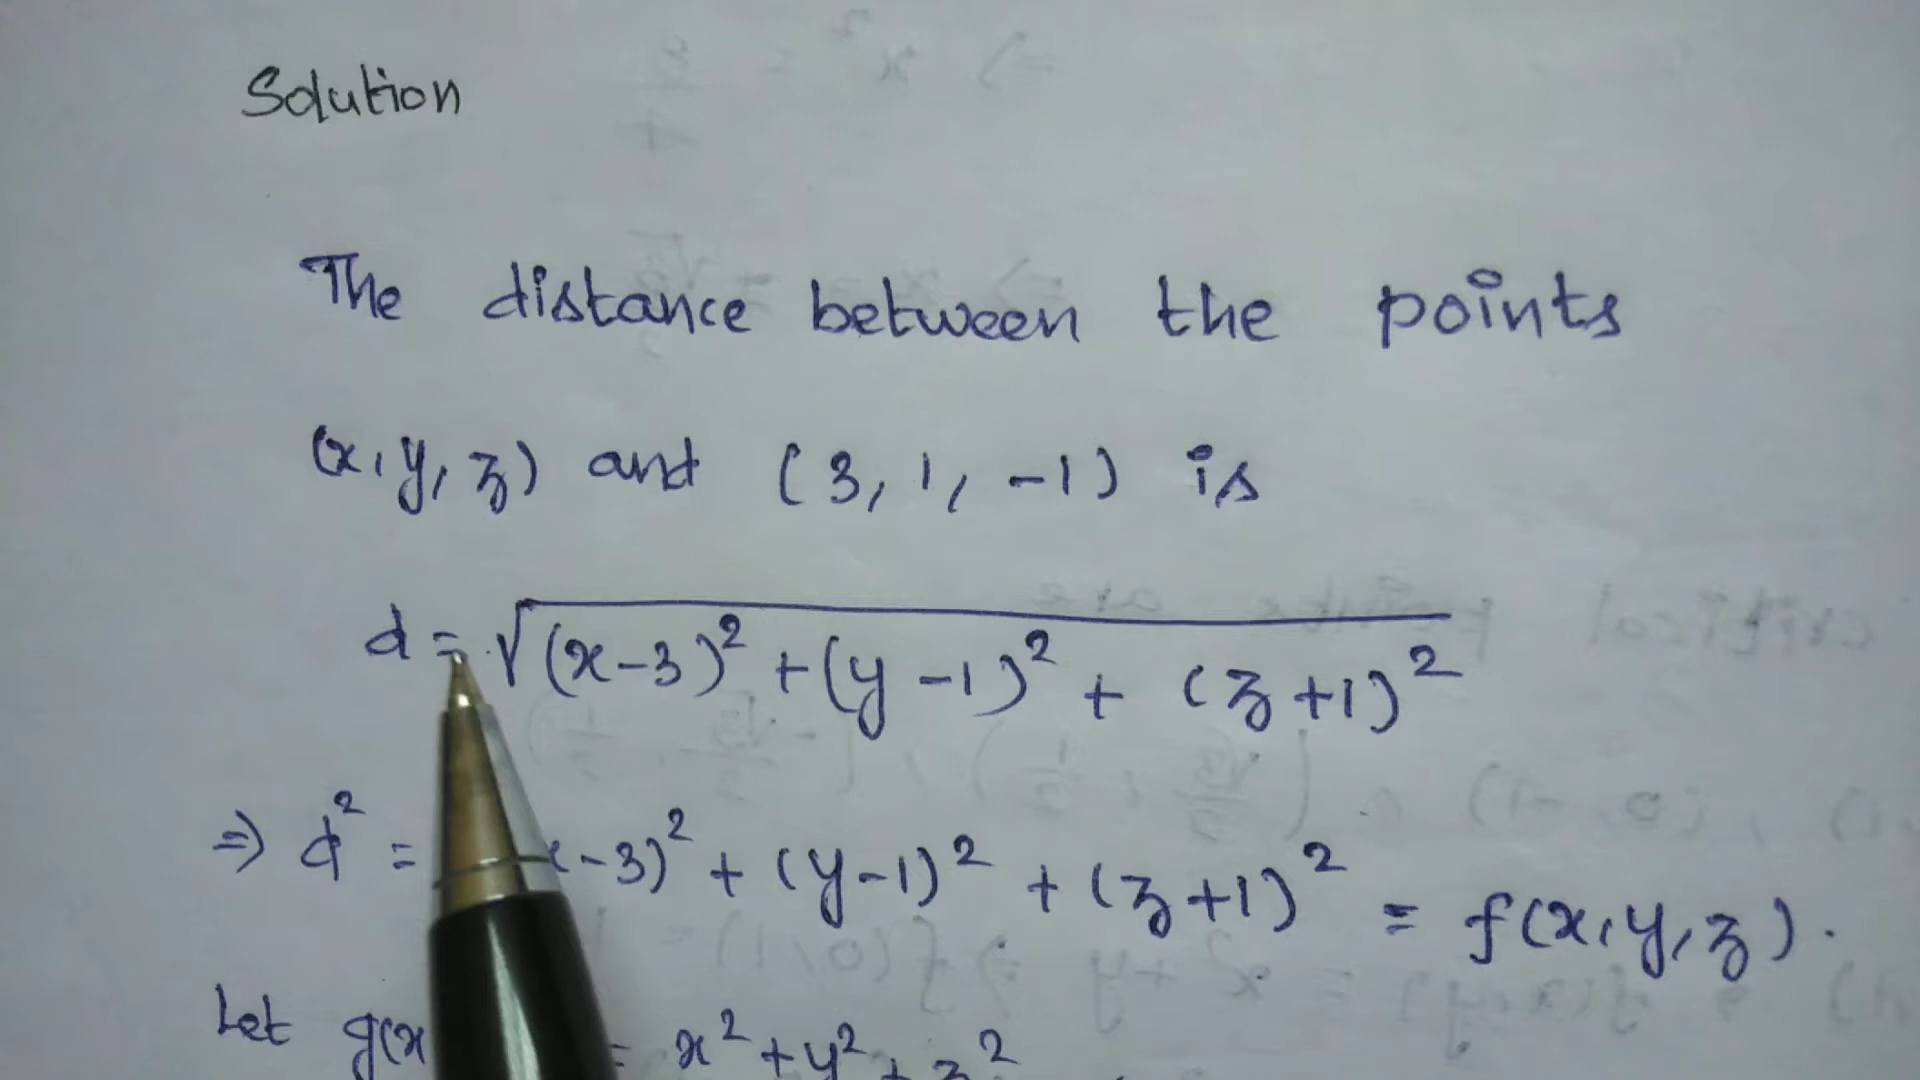 Solution
The distance between the points
(x, y, z) and (3, 1, -1) is
d = √(x-3)² + (y-1)² + (z+1)²
⇒ d² = -3)² + (y-1)² + (z+1)² = f(x, y, z).
Let g(x = x² + y² + z²